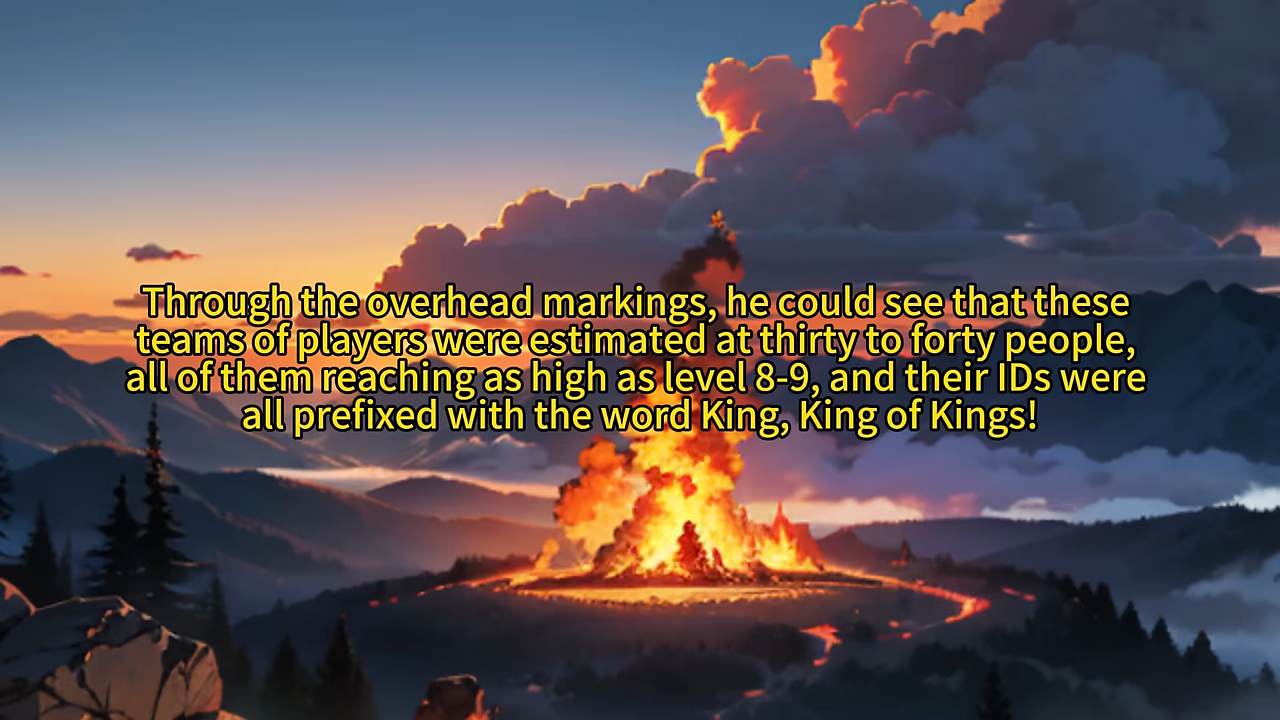 Through the overhead markings, he could see that these
teams of players were estimated at thirty to forty people,
all of them reaching as high as level 8-9, and their IDs were
all prefixed with the word King, King of Kings!